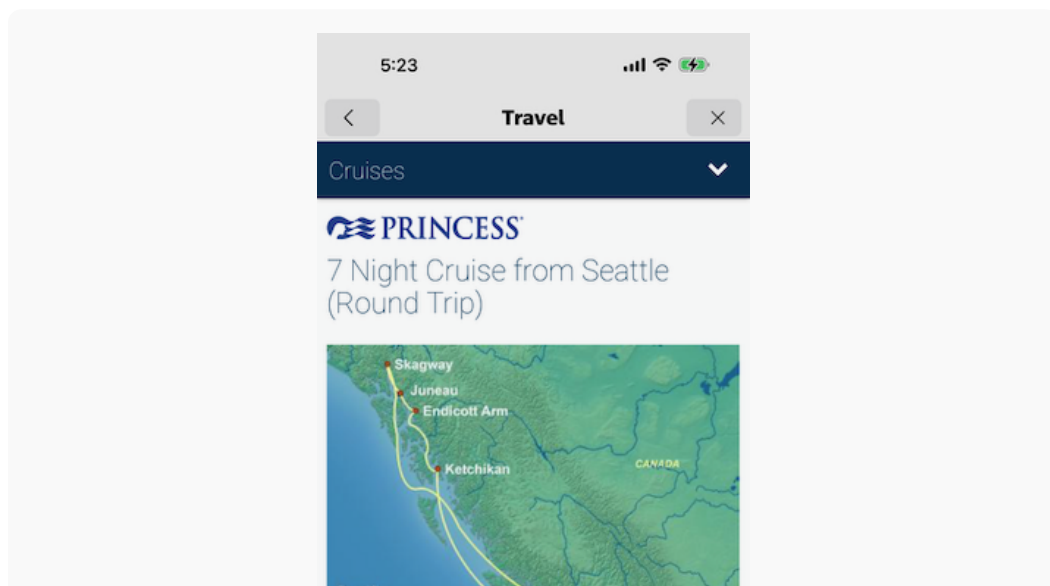 5:23
Travel
Cruises
PRINCESS
7 Night Cruise from Seattle
(Round Trip)
Skagway
Juneau
Endicott Arm
Ketchikan
CANADA